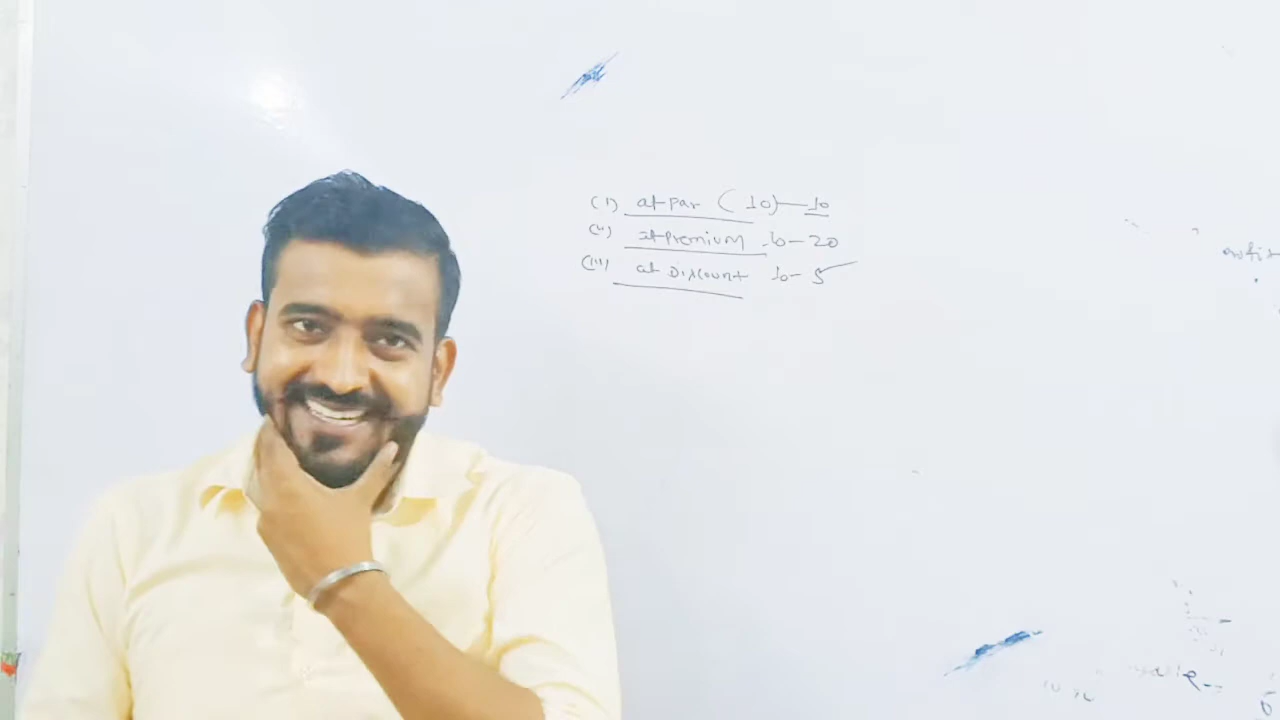 (i) at par (10) — 10
(ii) at premium 10 - 20
(iii) at Discount 10 - 5